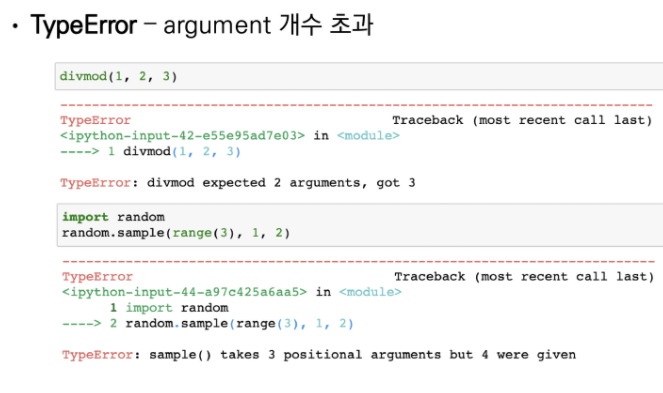 • TypeError – argument 개수 초과
divmod(1, 2, 3)
---------------------------------------------------------------------------
TypeError                                 Traceback (most recent call last)
<ipython-input-42-e55e95ad7e03> in <module>
----> 1 divmod(1, 2, 3)
TypeError: divmod expected 2 arguments, got 3
import random
random.sample(range(3), 1, 2)
---------------------------------------------------------------------------
TypeError                                 Traceback (most recent call last)
<ipython-input-44-a97c425a6aa5> in <module>
      1 import random
----> 2 random.sample(range(3), 1, 2)
TypeError: sample() takes 3 positional arguments but 4 were given